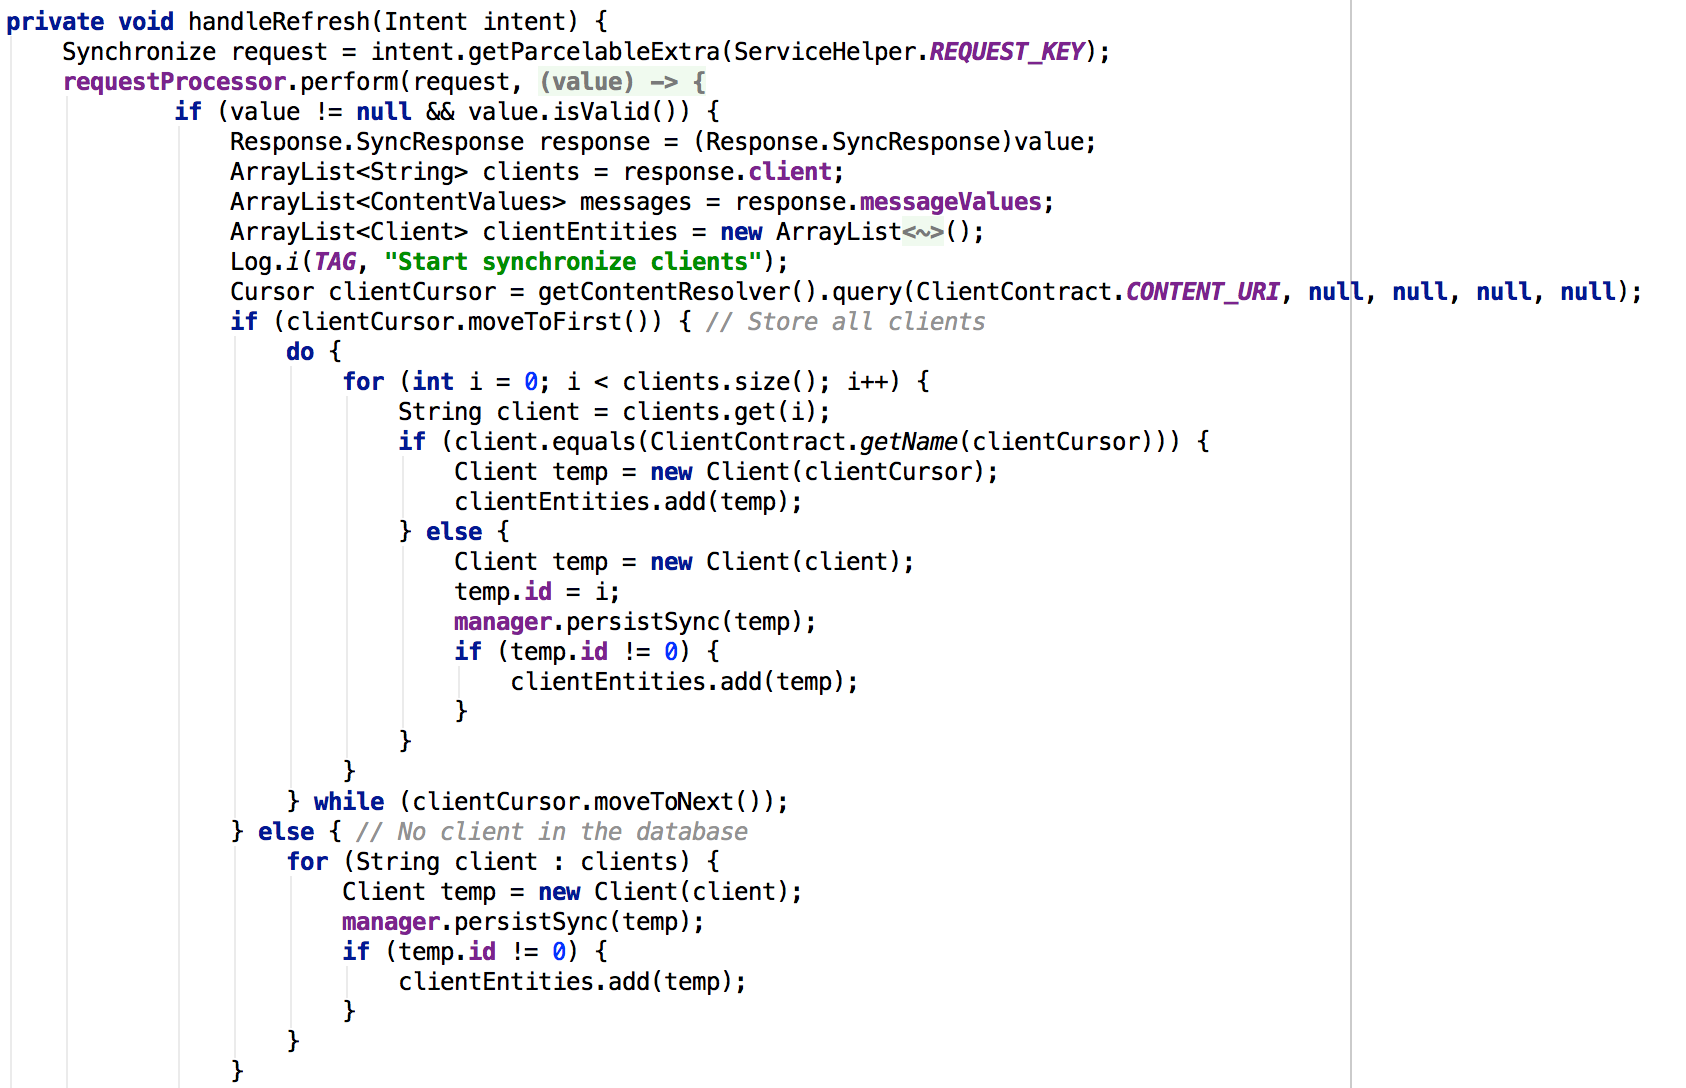 private void handleRefresh(Intent intent) {
    Synchronize request = intent.getParcelableExtra(ServiceHelper.REQUEST_KEY);
    requestProcessor.perform(request, (value) -> {
            if (value != null && value.isValid()) {
                Response.SyncResponse response = (Response.SyncResponse)value;
                ArrayList<String> clients = response.client;
                ArrayList<ContentValues> messages = response.messageValues;
                ArrayList<Client> clientEntities = new ArrayList<~>();
                Log.i(TAG, "Start synchronize clients");
                Cursor clientCursor = getContentResolver().query(ClientContract.CONTENT_URI, null, null, null, null);
                if (clientCursor.moveToFirst()) { // Store all clients
                    do {
                        for (int i = 0; i < clients.size(); i++) {
                            String client = clients.get(i);
                            if (client.equals(ClientContract.getName(clientCursor))) {
                                Client temp = new Client(clientCursor);
                                clientEntities.add(temp);
                            } else {
                                Client temp = new Client(client);
                                temp.id = i;
                                manager.persistSync(temp);
                                if (temp.id != 0) {
                                    clientEntities.add(temp);
                                }
                            }
                        }
                    } while (clientCursor.moveToNext());
                } else { // No client in the database
                    for (String client : clients) {
                        Client temp = new Client(client);
                        manager.persistSync(temp);
                        if (temp.id != 0) {
                            clientEntities.add(temp);
                        }
                    }
                }